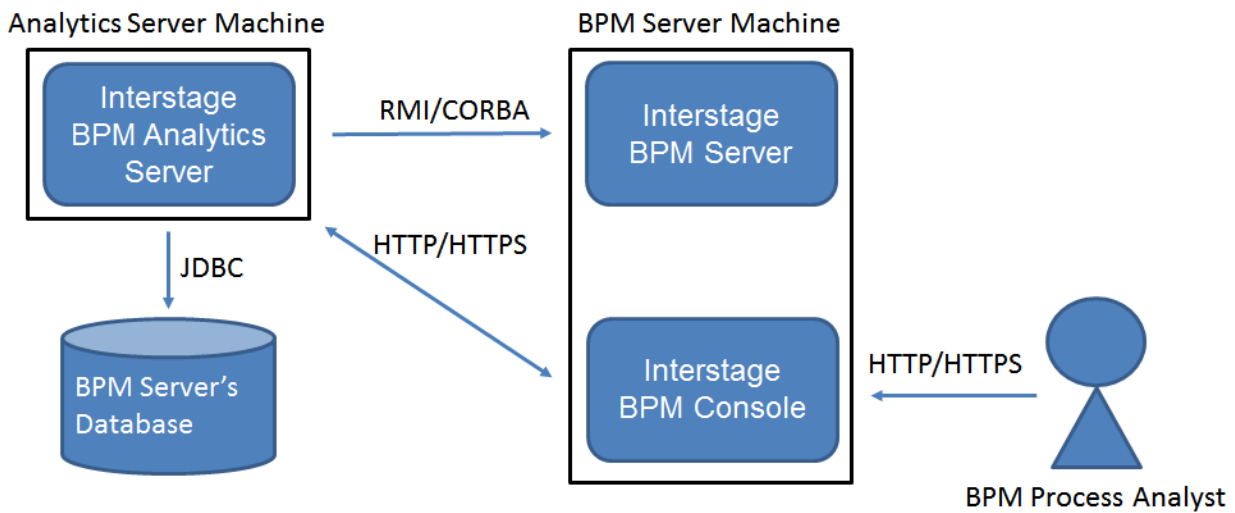 Analytics Server Machine
BPM Server Machine
Interstage
BPM Analytics
Server
RMI/CORBA
Interstage
BPM Server
HTTP/HTTPS
JDBC
BPM Server's
Database
Interstage
BPM Console
HTTP/HTTPS
BPM Process Analyst